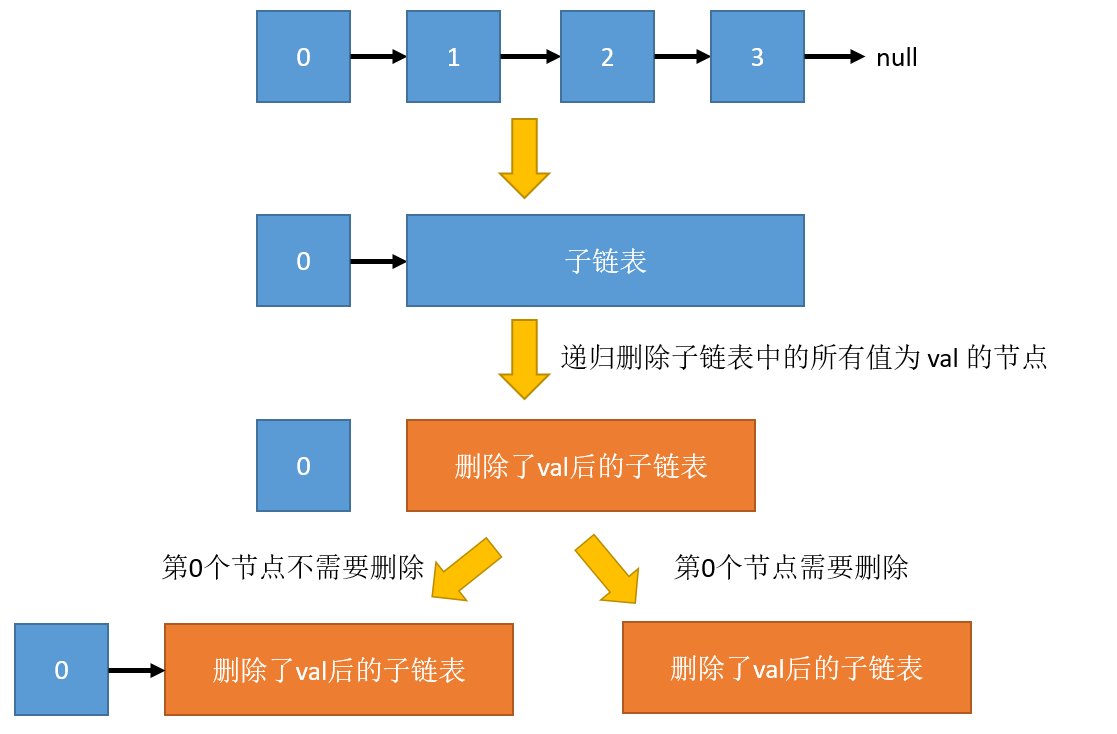 0 1 2 3 null
0 子链表
递归删除子链表中的所有值为 val 的节点
0 删除了val后的子链表
第0个节点不需要删除 第0个节点需要删除
0 删除了val后的子链表 删除了val后的子链表